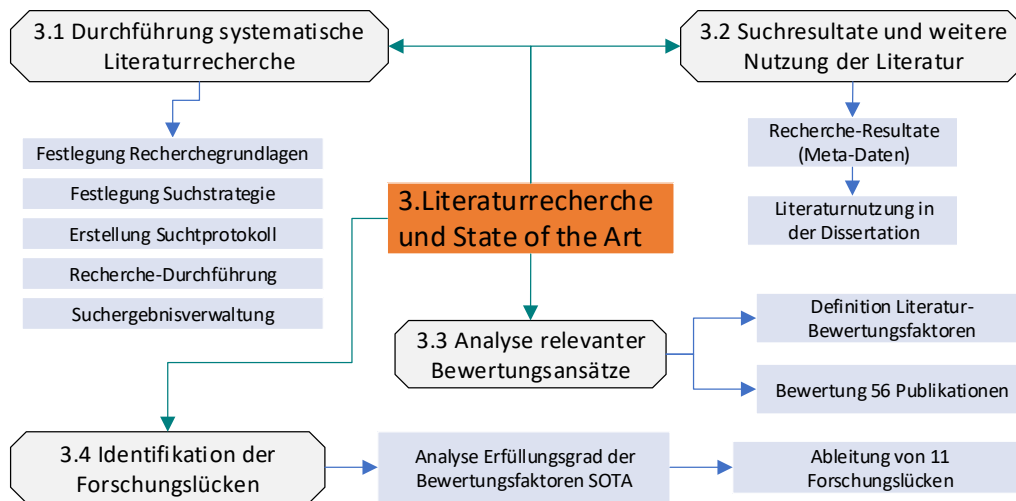 3.1 Durchführung systematische
Literaturrecherche
Festlegung Recherchegrundlagen
Festlegung Suchstrategie
Erstellung Suchtprotokoll
Recherche-Durchführung
Suchergebnisverwaltung
3.2 Suchresultate und weitere
Nutzung der Literatur
Recherche-Resultate
(Meta-Daten)
Literaturnutzung in
der Dissertation
3.Literaturrecherche
und State of the Art
3.3 Analyse relevanter
Bewertungsansätze
Definition Literatur-
Bewertungsfaktoren
Bewertung 56 Publikationen
3.4 Identifikation der
Forschungslücken
Analyse Erfüllungsgrad der
Bewertungsfaktoren SOTA
Ableitung von 11
Forschungslücken